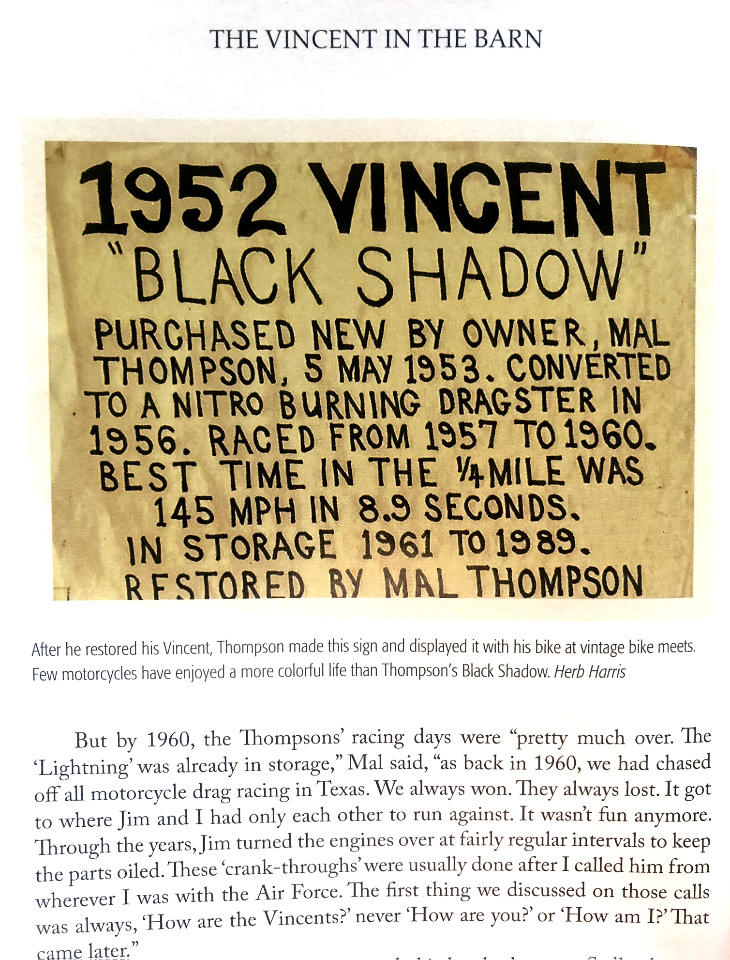 THE VINCENT IN THE BARN
1952 VINCENT
"BLACK SHADOW"
PURCHASED NEW BY OWNER, MAL
THOMPSON, 5 MAY 1953. CONVERTED
TO A NITRO BURNING DRAGSTER IN
1956. RACED FROM 1957 TO 1960.
BEST TIME IN THE ¼ MILE WAS
145 MPH IN 8.9 SECONDS.
IN STORAGE 1961 TO 1989.
RESTORED BY MAL THOMPSON
After he restored his Vincent, Thompson made this sign and displayed it with his bike at vintage bike meets.
Few motorcycles have enjoyed a more colorful life than Thompson's Black Shadow. Herb Harris
But by 1960, the Thompsons' racing days were "pretty much over. The
'Lightning' was already in storage," Mal said, "as back in 1960, we had chased
off all motorcycle drag racing in Texas. We always won. They always lost. It got
to where Jim and I had only each other to run against. It wasn't fun anymore.
Through the years, Jim turned the engines over at fairly regular intervals to keep
the parts oiled. These 'crank-throughs' were usually done after I called him from
wherever I was with the Air Force. The first thing we discussed on those calls
was always, 'How are the Vincents?' never 'How are you?' or 'How am I?' That
came later."